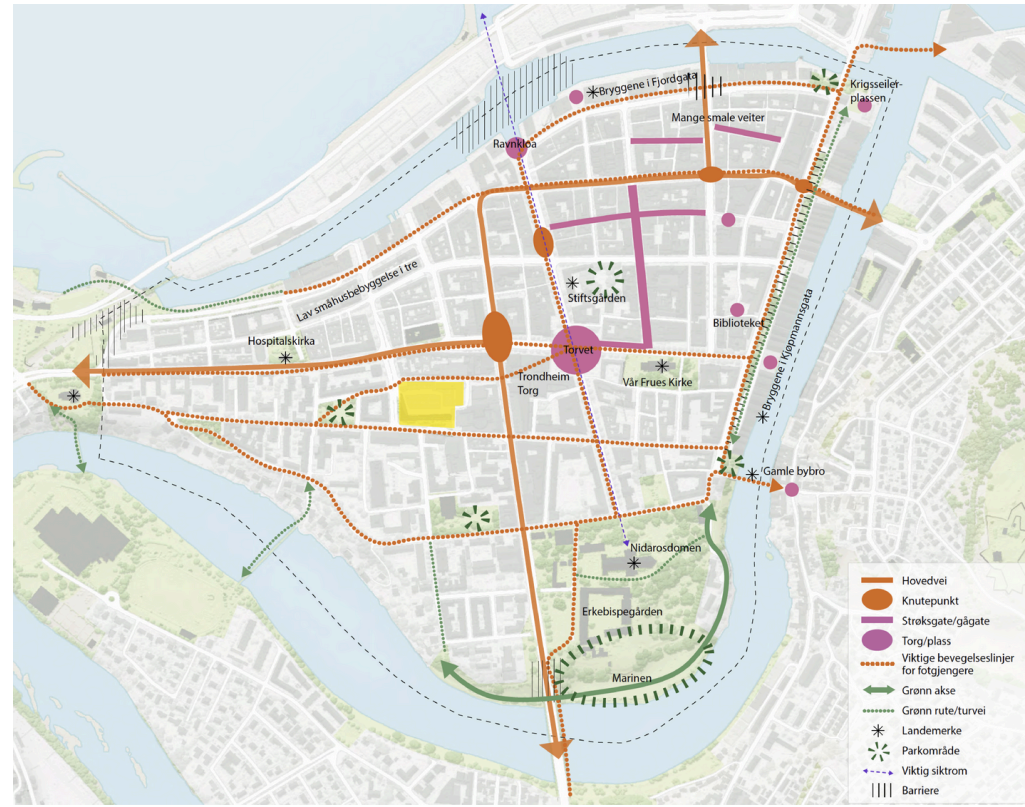 Bryggene i Fjordgata
Krigsseiler-
plassen
Mange smale veiter
Ravnkloa
Lav småhusbebyggelse i tre
Stiftsgården
Hospitalskirka
Biblioteket
Torvet
Bryggene i Kjøpmannsgata
Trondheim
Torg
Vår Frues Kirke
Gamle bybro
Nidarosdomen
Erkebispegården
Marinen
Hovedvei
Knutepunkt
Strøksgate/gågate
Torg/plass
Viktige bevegelseslinjer
for fotgjengere
Grønn akse
Grønn rute/turvei
Landemerke
Parkområde
Viktig siktrom
Barriere